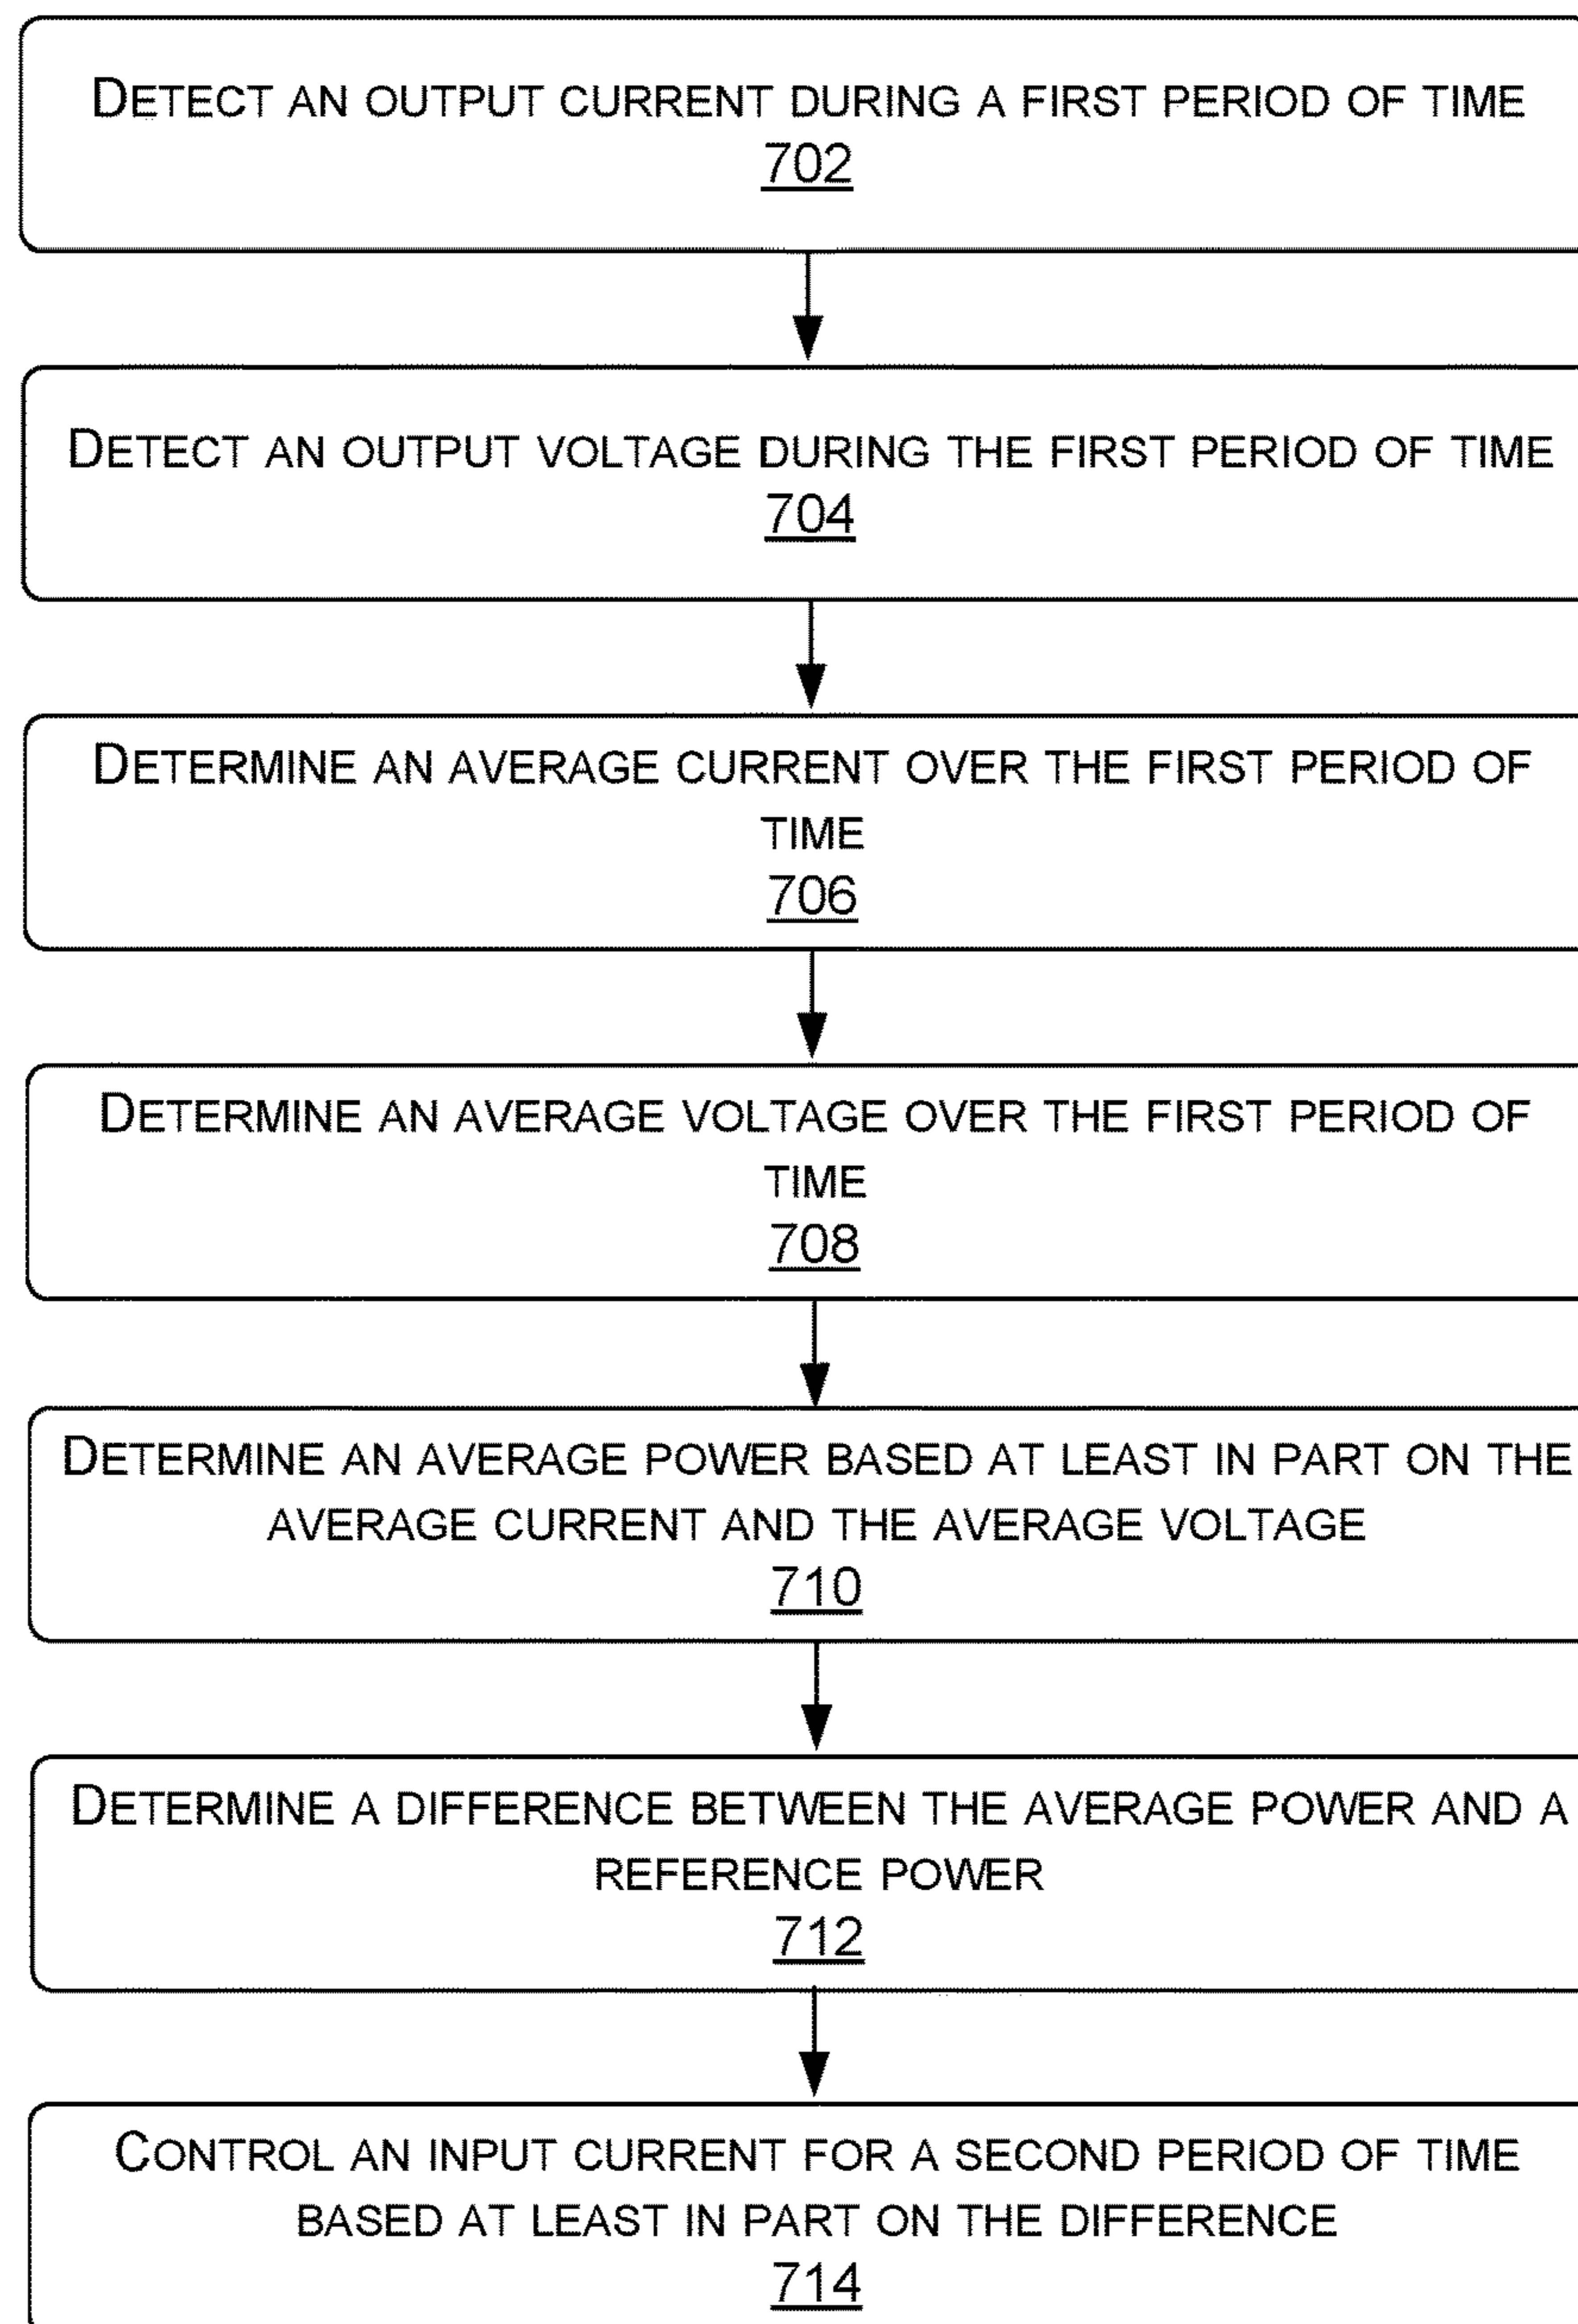 DETECT AN OUTPUT CURRENT DURING A FIRST PERIOD OF TIME
702
DETECT AN OUTPUT VOLTAGE DURING THE FIRST PERIOD OF TIME
704
DETERMINE AN AVERAGE CURRENT OVER THE FIRST PERIOD OF
TIME
706
DETERMINE AN AVERAGE VOLTAGE OVER THE FIRST PERIOD OF
TIME
708
DETERMINE AN AVERAGE POWER BASED AT LEAST IN PART ON THE
AVERAGE CURRENT AND THE AVERAGE VOLTAGE
710
DETERMINE A DIFFERENCE BETWEEN THE AVERAGE POWER AND A
REFERENCE POWER
712
CONTROL AN INPUT CURRENT FOR A SECOND PERIOD OF TIME
BASED AT LEAST IN PART ON THE DIFFERENCE
714